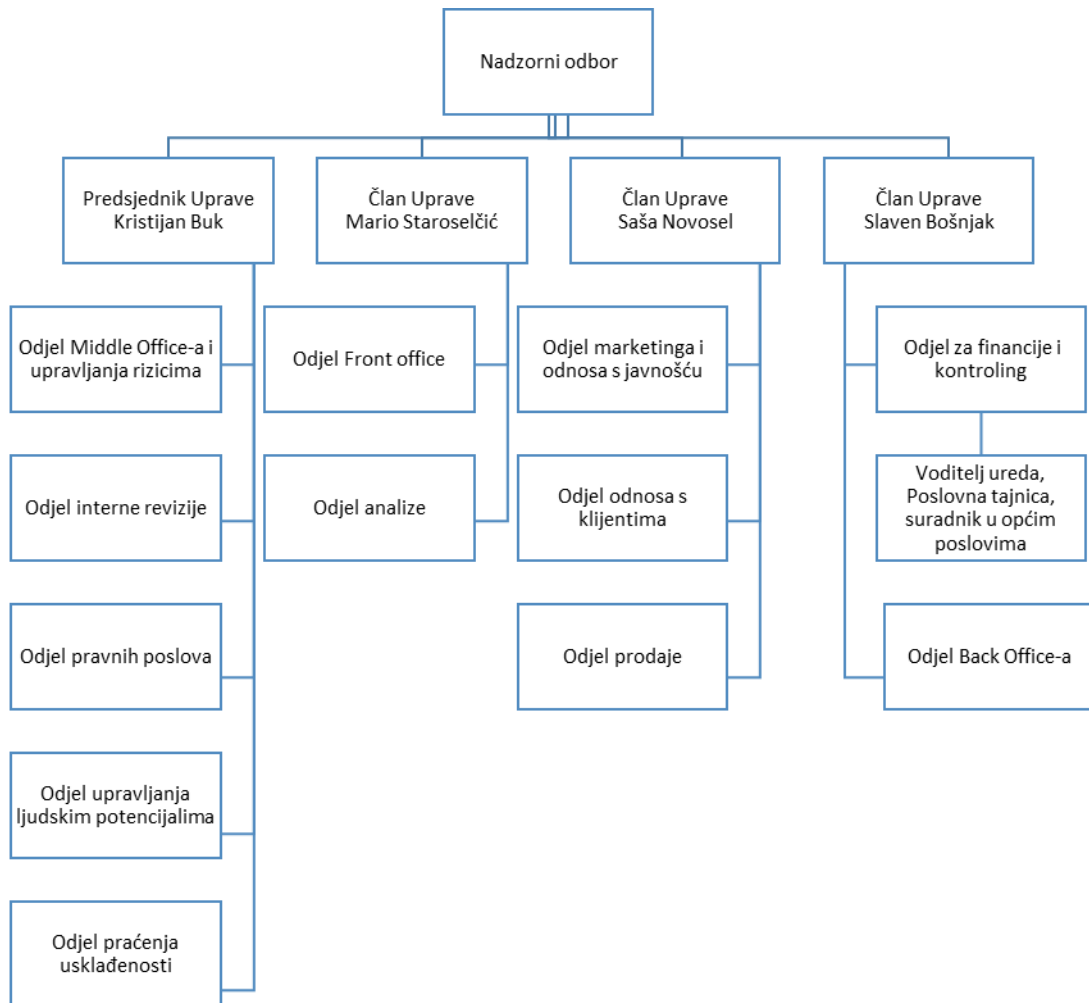 Nadzorni odbor
Predsjednik Uprave
Kristijan Buk
Član Uprave
Mario Staroselčić
Član Uprave
Saša Novosel
Član Uprave
Slaven Bošnjak
Odjel Middle Office-a i
upravljanja rizicima
Odjel Front office
Odjel marketinga i
odnosa s javnošću
Odjel za financije i
kontroling
Odjel interne revizije
Odjel analize
Odjel odnosa s
klijentima
Voditelj ureda,
Poslovna tajnica,
suradnik u općim
poslovima
Odjel pravnih poslova
Odjel prodaje
Odjel Back Office-a
Odjel upravljanja
ljudskim potencijalima
Odjel praćenja
usklađenosti